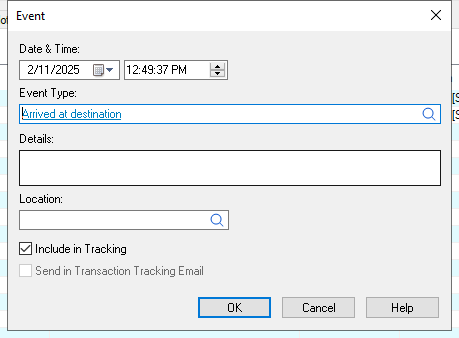 Event
Date & Time:
2/11/2025 12:49:37 PM
Event Type:
Arrived at destination
Details:
Location:
Include in Tracking
Send in Transaction Tracking Email
OK Cancel Help